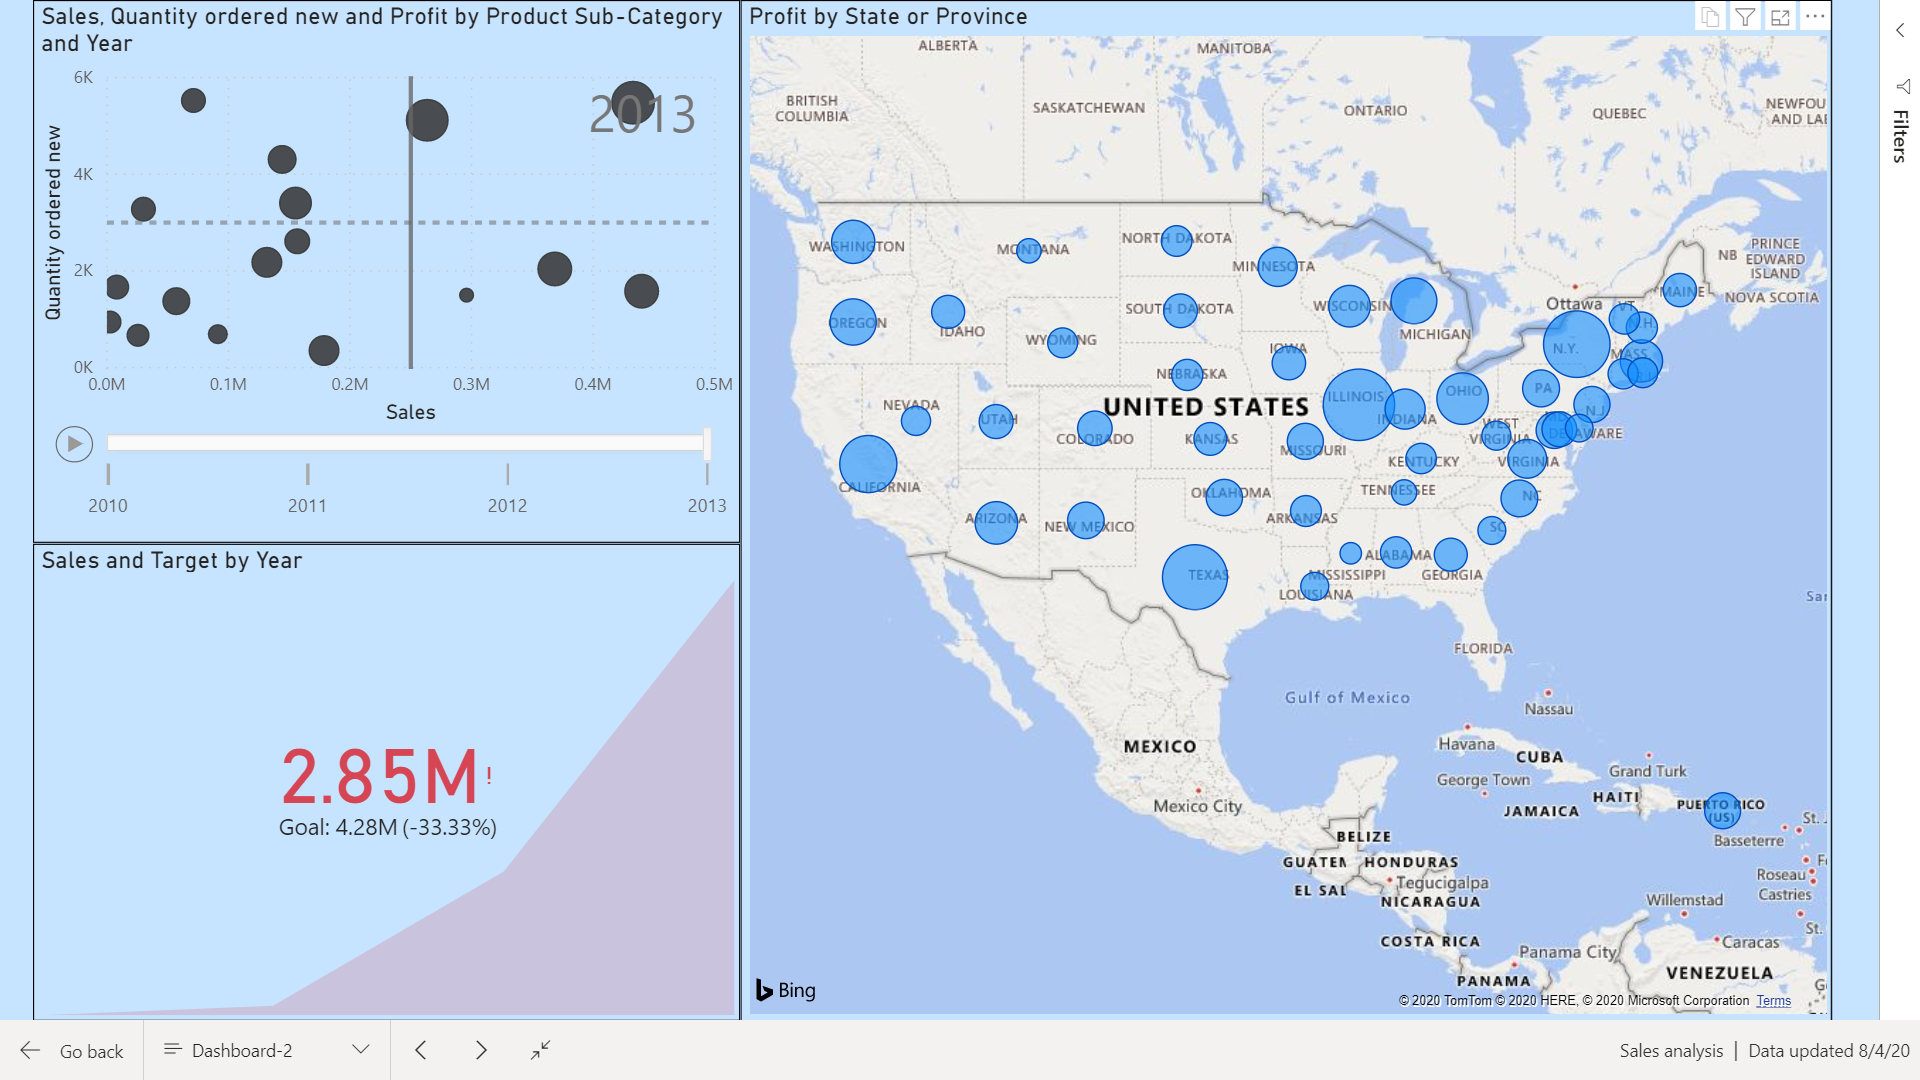 Sales, Quantity ordered new and Profit by Product Sub-Category
and Year
6K
4K
2K
0K
Quantity ordered new
2013
0.0M 0.1M 0.2M 0.3M 0.4M 0.5M
Sales
2010 2011 2012 2013
Sales and Target by Year
2.85M!
Goal: 4.28M (-33.33%)
Profit by State or Province
ALBERTA
MANITOBA
BRITISH
COLUMBIA
SASKATCHEWAN
ONTARIO
QUEBEC
NEWFOU
AND LAB
WASHINGTON
MONTANA
NORTH DAKOTA
MINNESOTA
NB
PRINCE
EDWARD
ISLAND
NOVA SCOTIA
MAINE
Ottawa
VT
OREGON
IDAHO
SOUTH DAKOTA
WISCONSIN
MICHIGAN
WYOMING
IOWA
N.Y.
MASS
NEBRASKA
NEVADA
UTAH
UNITED STATES
ILLINOIS
INDIANA
OHIO
PA
NJ
COLORADO
KANSAS
MISSOURI
WEST
VIRGINIA
DELAWARE
KENTUCKY
VIRGINIA
CALIFORNIA
OKLAHOMA
TENNESSEE
NC
ARIZONA
NEW MEXICO
ARKANSAS
SC
ALABAMA
TEXAS
MISSISSIPPI
GEORGIA
LOUISIANA
FLORIDA
Sar
Gulf of Mexico
Nassau
MEXICO
Havana
CUBA
Grand Turk
George Town
HAITI
Mexico City
JAMAICA
PUERTO RICO
(US)
St.
BELIZE
Basseterre
GUATEM
HONDURAS
EL SAL
Tegucigalpa
Roseau
NICARAGUA
Castries
Willemstad
St.
COSTA RICA
Panama City
Caracas
PANAMA
VENEZUELA
Bing
© 2020 TomTom © 2020 HERE, © 2020 Microsoft Corporation Terms
Filters
Go back
Dashboard-2
Sales analysis | Data updated 8/4/20